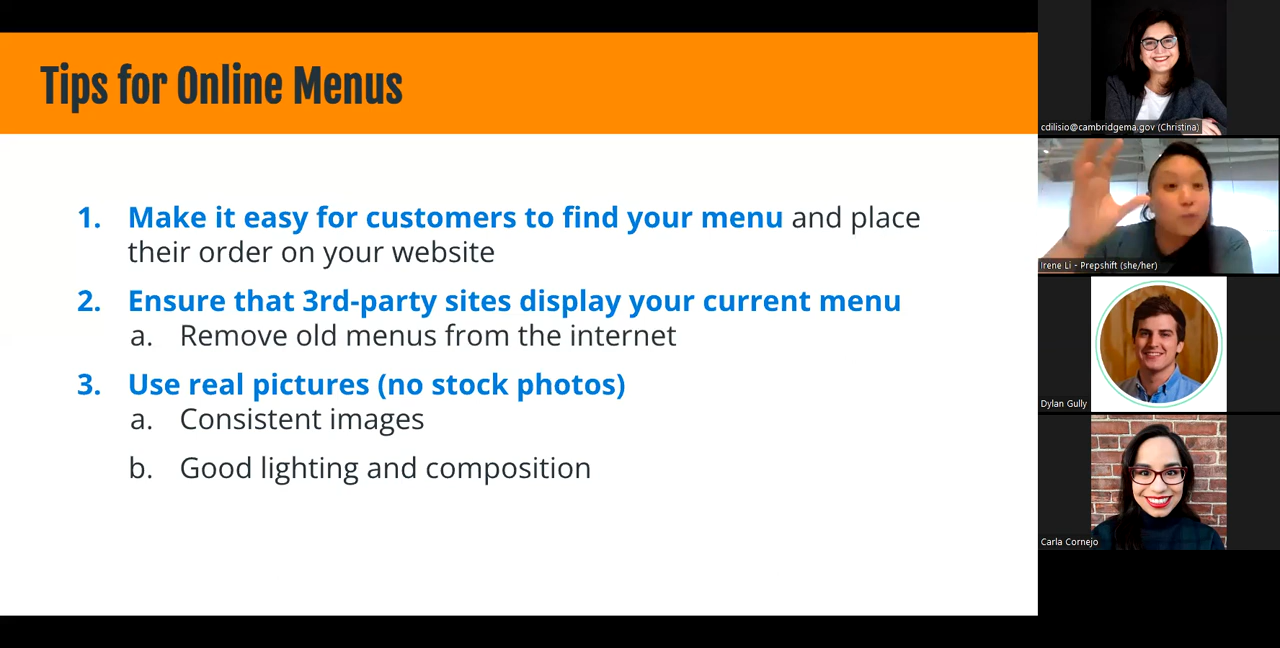 Tips for Online Menus
1. Make it easy for customers to find your menu and place
their order on your website
2. Ensure that 3rd-party sites display your current menu
a. Remove old menus from the internet
3. Use real pictures (no stock photos)
a. Consistent images
b. Good lighting and composition
cdilisio@cambridgema.gov (Christina)
Irene Li - Prepshift (she/her)
Dylan Gully
Carla Cornejo